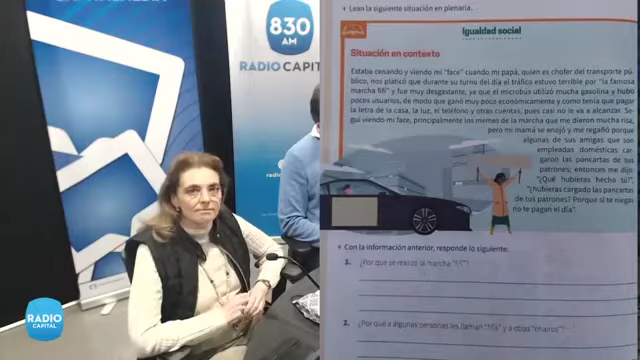 830
AM
RADIO CAPITAL
RADIO
CAPITAL
Lean la siguiente situación en plenaria.
Igualdad social
Situación en contexto
Estaba cenando y viendo mi "face" cuando mi papá, quien es chofer del transporte pú-
blico, nos platicó que durante su turno del día el tráfico estuvo terrible por "la famosa
marcha fifí" y fue muy desgastante, ya que el microbús utilizó mucha gasolina y hubo
pocos usuarios, de modo que ganó muy poco económicamente y como tenía que pagar
la letra de la casa, la luz, el teléfono y otras cuentas, pues casi no le va a alcanzar. Se-
guí viendo mi face, principalmente los memes de la marcha que me dieron mucha risa,
pero mi mamá se enojó y me regañó porque
algunas de sus amigas que son
empleadas domésticas car-
garon las pancartas de sus
patrones; entonces me dijo
"¿Qué hubieras hecho tú?",
"¿hubieras cargado las pancartas
de tus patrones? Porque si te niegas
no te pagan el día".
Con la información anterior, responde lo siguiente:
1. ¿Por qué se realizó la marcha "fifí"?
2. ¿Por qué a algunas personas les llaman "fifís" y a otros "chairos"?